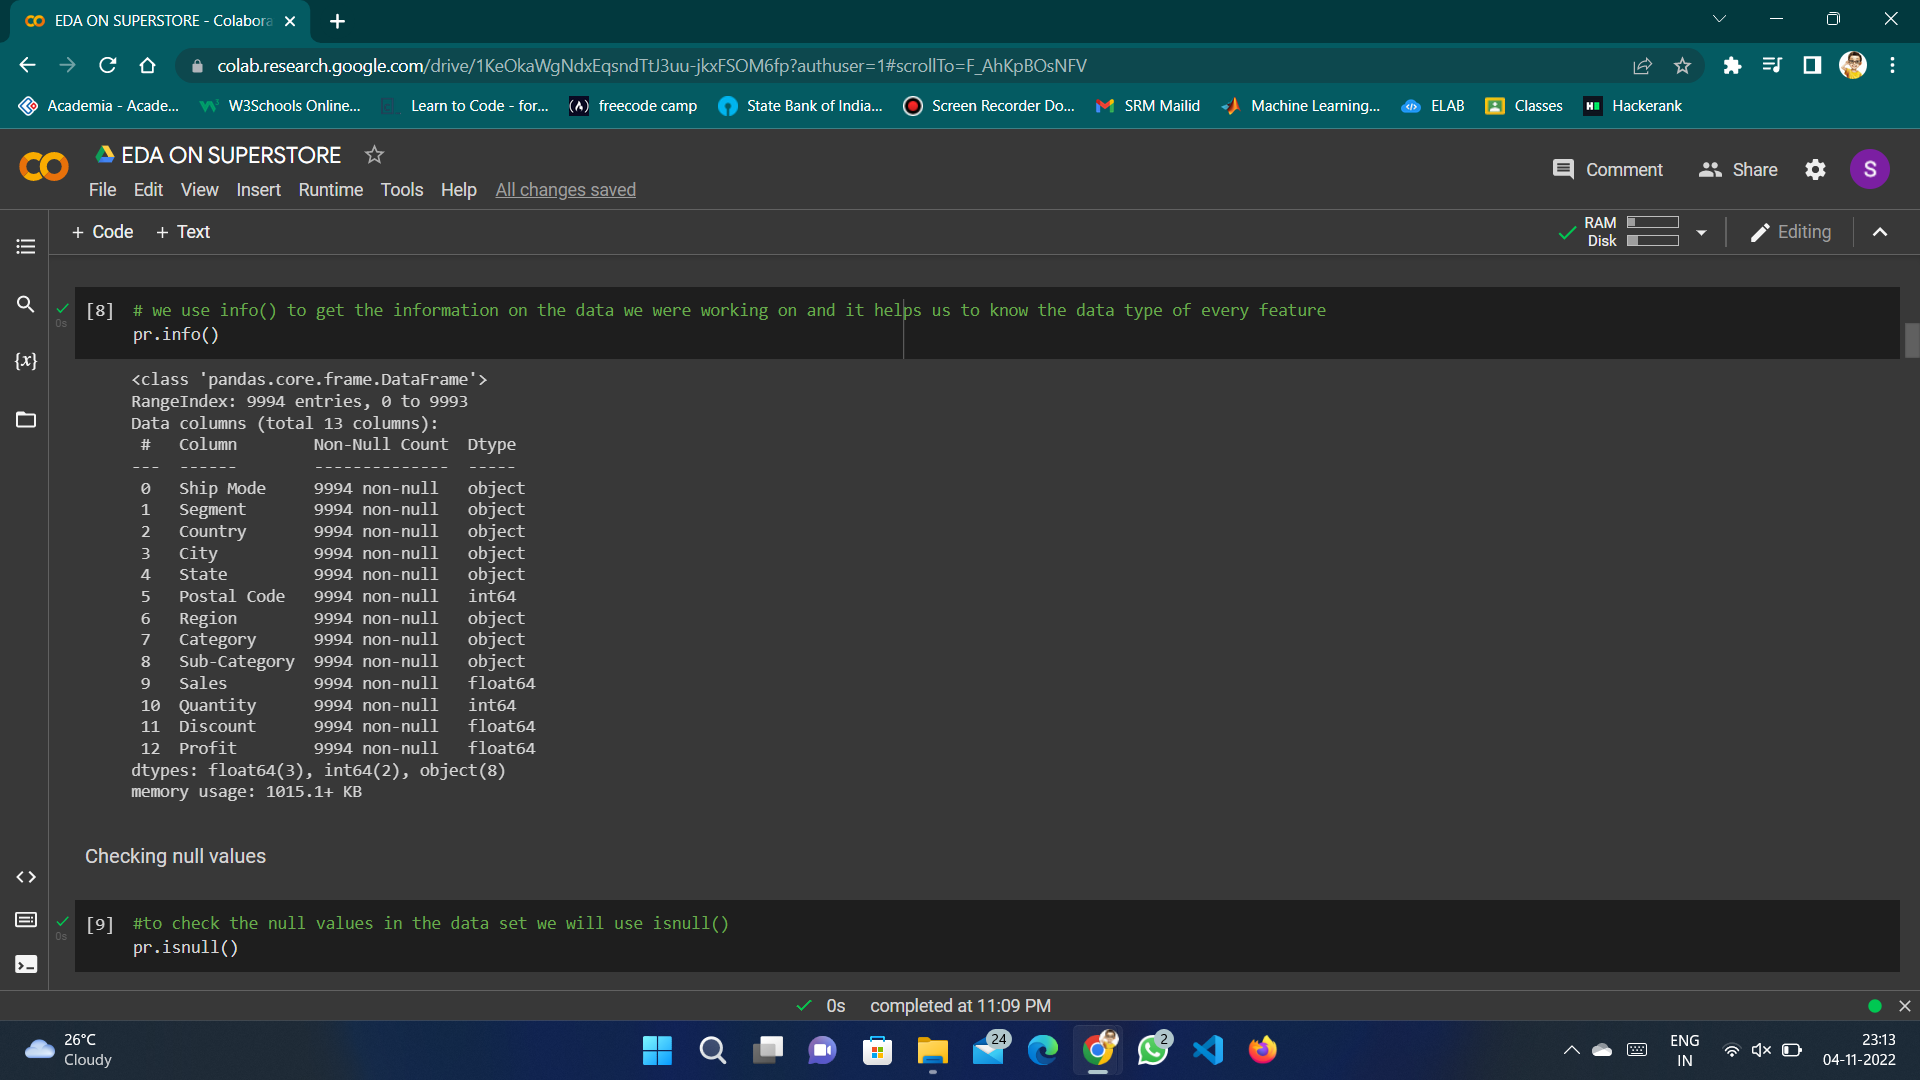 EDA ON SUPERSTORE - Colabora
colab.research.google.com/drive/1KeOkaWgNdxEqsndTtJ3uu-jkxFSOM6fp?authuser=1#scrollTo=F_AhKpBOsNFV
Academia - Acade... W3Schools Online... Learn to Code - for... freecode camp State Bank of India... Screen Recorder Do... SRM Mailid Machine Learning... ELAB Classes Hackerank
EDA ON SUPERSTORE
Comment Share S
File Edit View Insert Runtime Tools Help All changes saved
+ Code + Text
RAM
Disk
Editing
[8] # we use info() to get the information on the data we were working on and it helps us to know the data type of every feature
0s
pr.info()
<class 'pandas.core.frame.DataFrame'>
RangeIndex: 9994 entries, 0 to 9993
Data columns (total 13 columns):
# Column Non-Null Count Dtype
--- ------ -------------- -----
0 Ship Mode 9994 non-null object
1 Segment 9994 non-null object
2 Country 9994 non-null object
3 City 9994 non-null object
4 State 9994 non-null object
5 Postal Code 9994 non-null int64
6 Region 9994 non-null object
7 Category 9994 non-null object
8 Sub-Category 9994 non-null object
9 Sales 9994 non-null float64
10 Quantity 9994 non-null int64
11 Discount 9994 non-null float64
12 Profit 9994 non-null float64
dtypes: float64(3), int64(2), object(8)
memory usage: 1015.1+ KB
Checking null values
[9] #to check the null values in the data set we will use isnull()
0s
pr.isnull()
0s completed at 11:09 PM
26°C
Cloudy
24
2
ENG
IN
23:13
04-11-2022